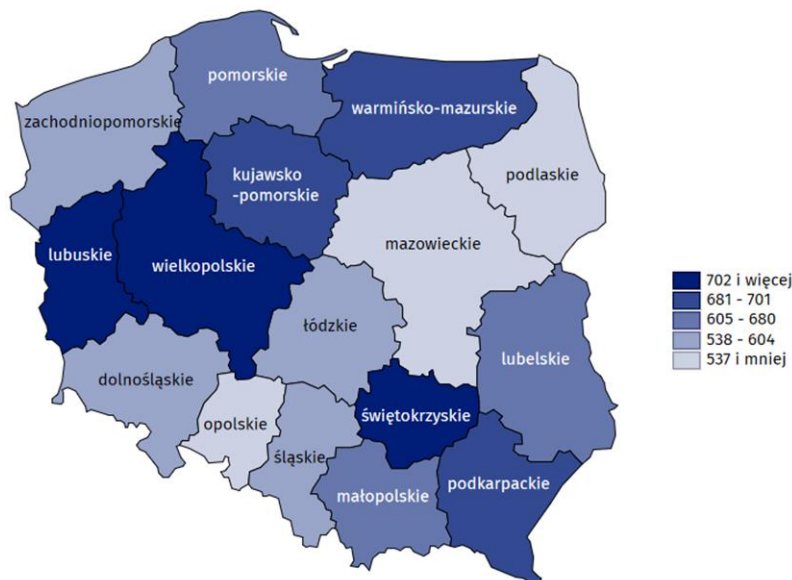 pomorskie
warmińsko-mazurskie
zachodniopomorskie
kujawsko
-pomorskie
podlaskie
mazowieckie
lubuskie
wielkopolskie
łódzkie
lubelskie
dolnośląskie
świętokrzyskie
opolskie
śląskie
małopolskie
podkarpackie
702 i więcej
681 - 701
605 - 680
538 - 604
537 i mniej